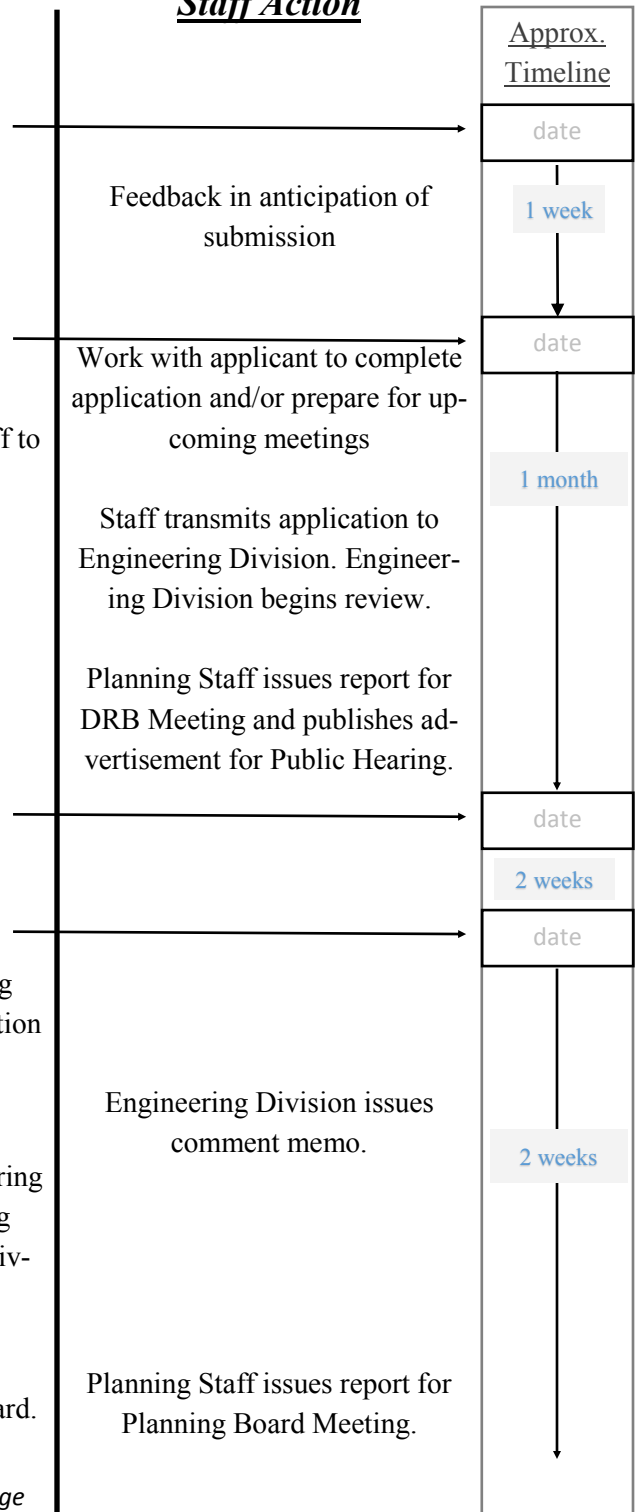 Staff Action
Approx.
Timeline
date
Feedback in anticipation of
submission
1 week
date
Work with applicant to complete
application and/or prepare for up-
coming meetings
ff to
1 month
Staff transmits application to
Engineering Division. Engineer-
ing Division begins review.
Planning Staff issues report for
DRB Meeting and publishes ad-
vertisement for Public Hearing.
date
2 weeks
date
g
tion
Engineering Division issues
comment memo.
2 weeks
ring
g
iv-
Planning Staff issues report for
Planning Board Meeting.
ard.
ge